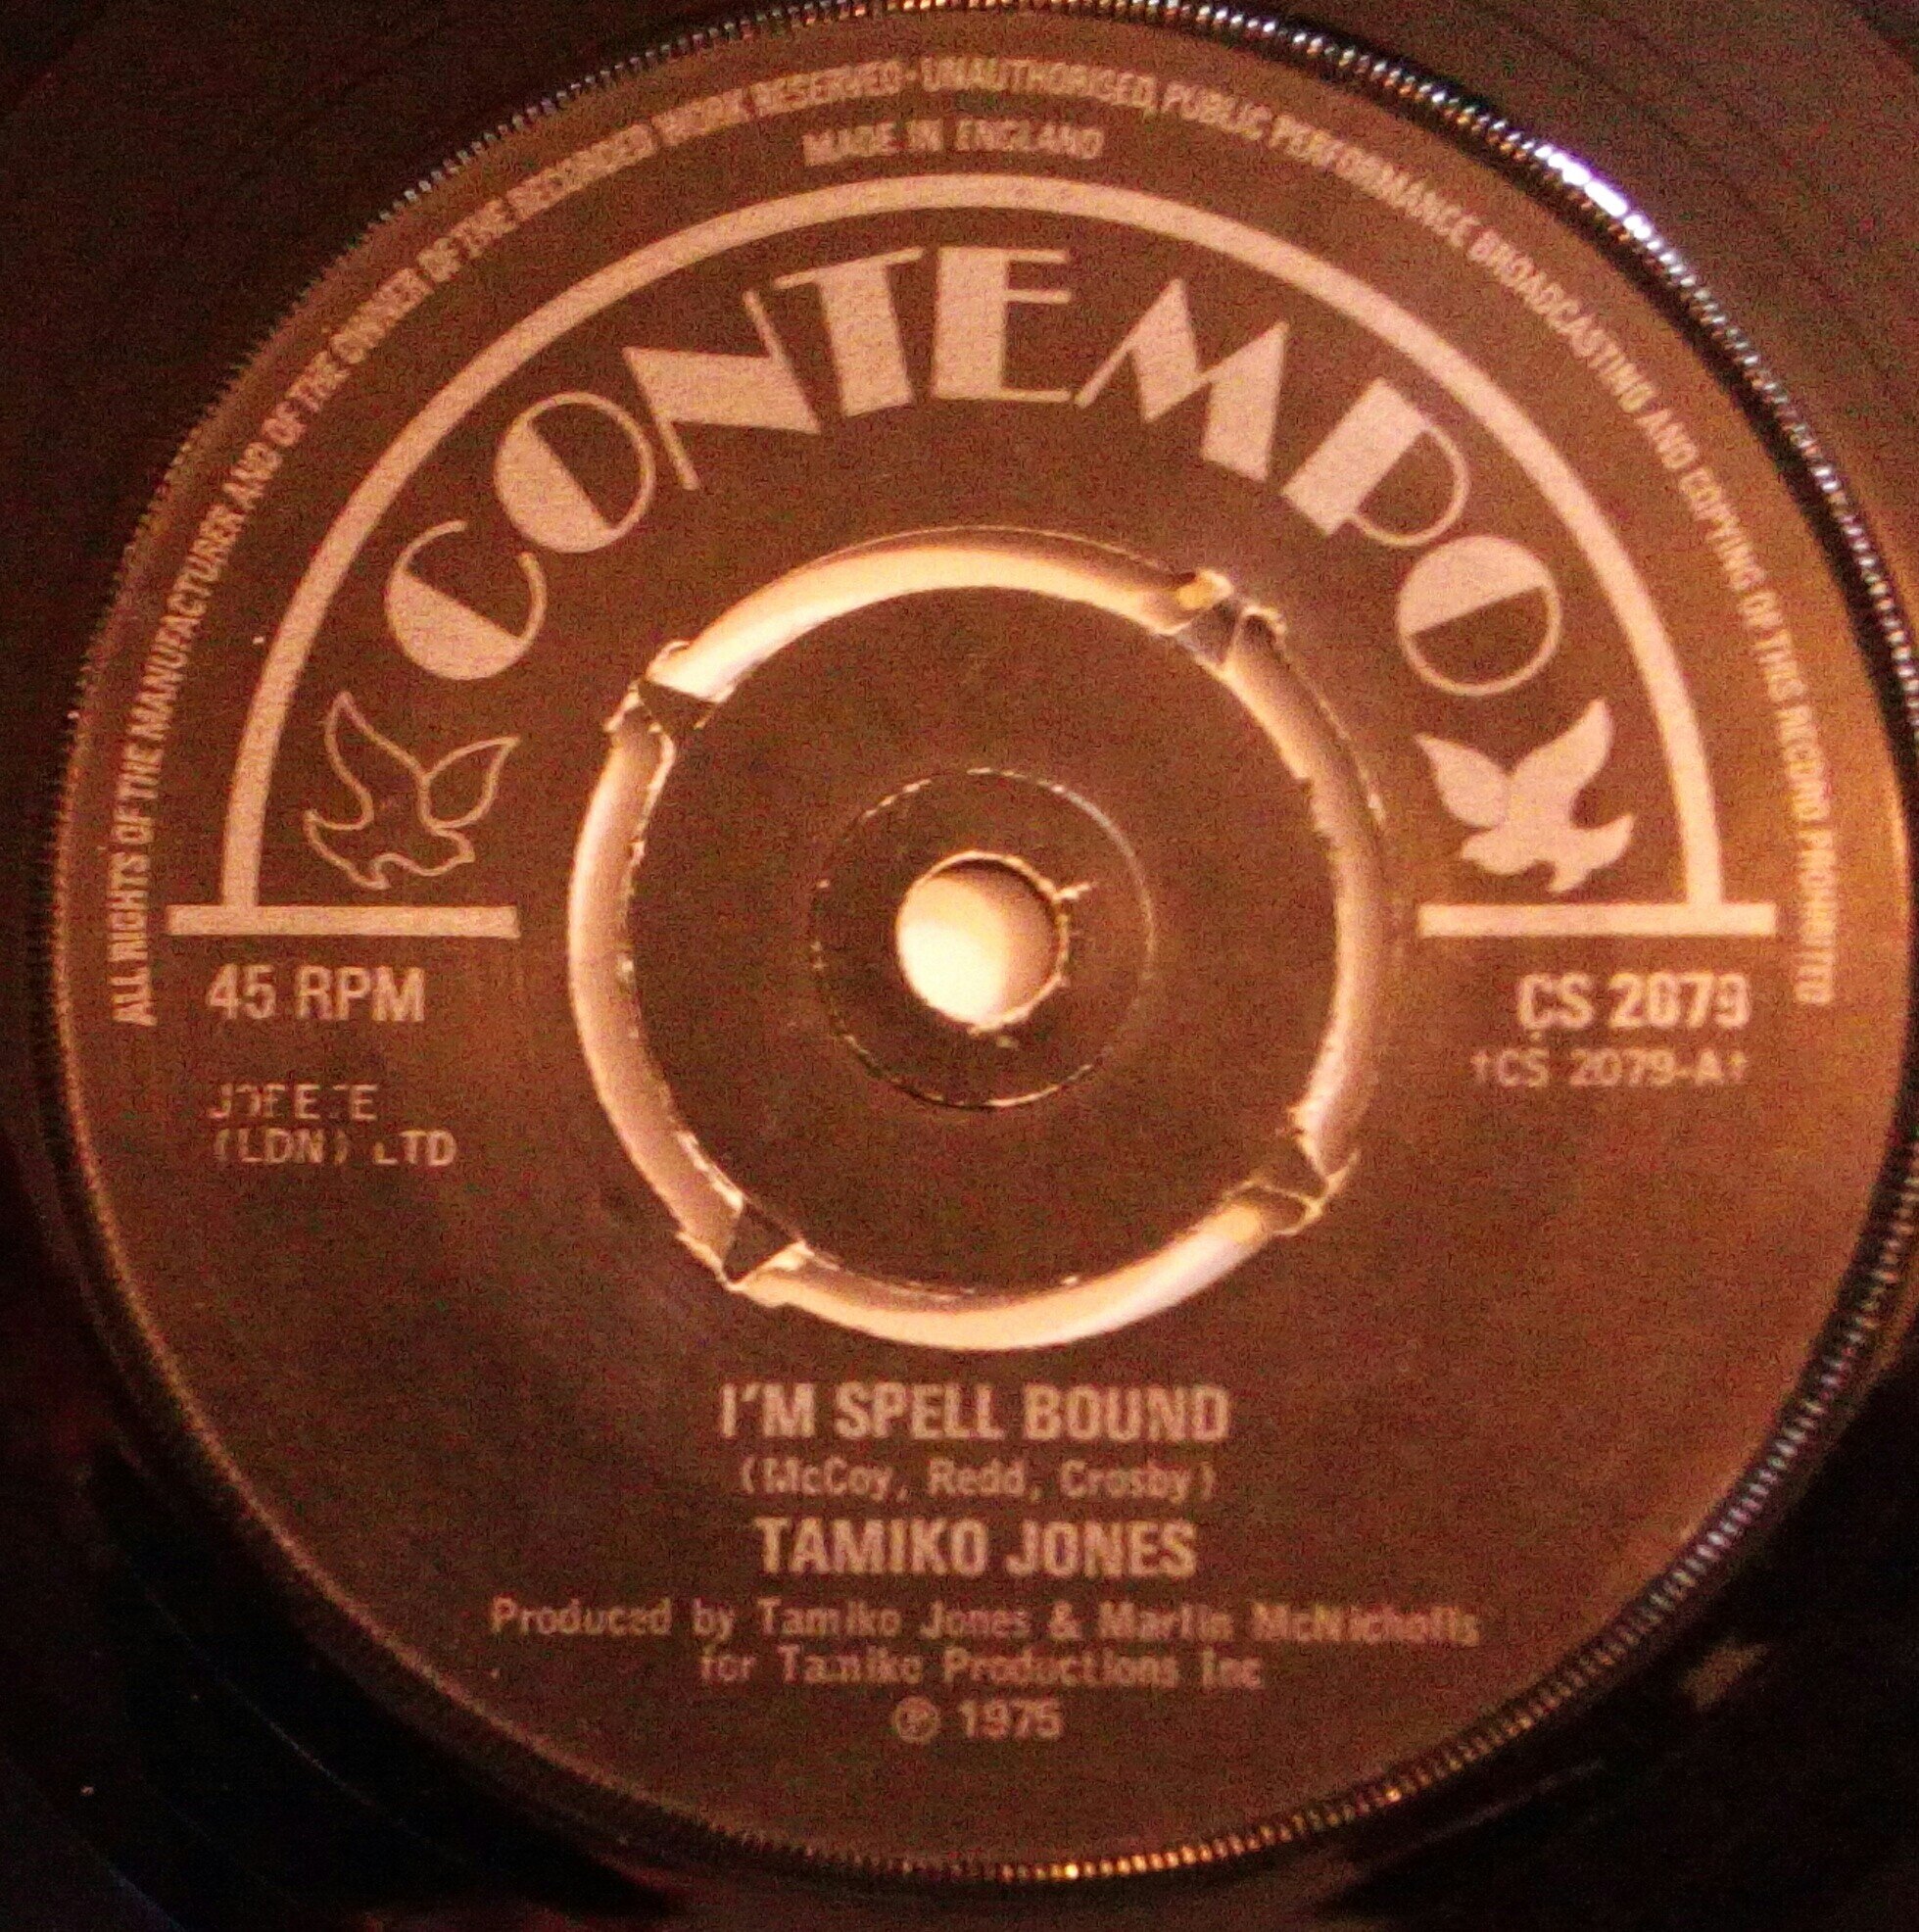 ALL RIGHTS OF THE MANUFACTURER AND OF THE OWNER OF THE RECORDED WORK RESERVED · UNAUTHORISED, PUBLIC PERFORMANCE BROADCASTING AND COPYING OF THIS RECORD PROHIBITED
MADE IN ENGLAND
CONTEMPO
45 RPM
CS 2079
†CS 2079-A†
(LDN) LTD
I'M SPELL BOUND
(McCoy, Redd, Crosby)
TAMIKO JONES
Produced by Tamiko Jones & Marlin McNicholls
for Tamiko Productions Inc
℗ 1975